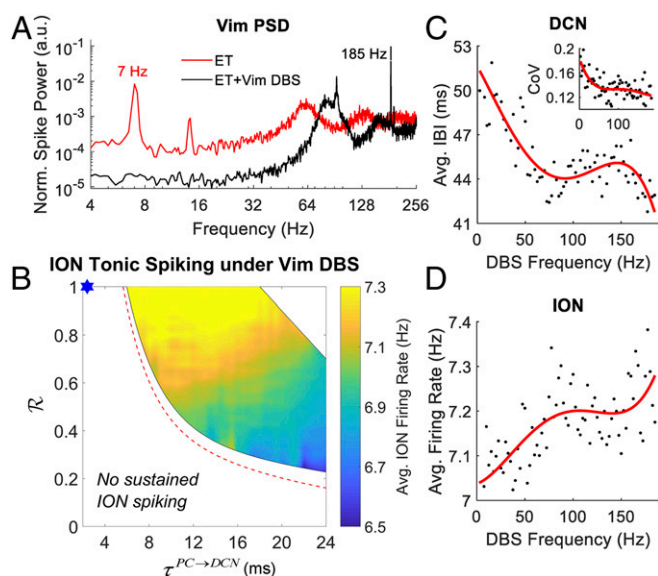 A
Vim PSD
Norm. Spike Power (a.u.)
10⁻¹
10⁻²
10⁻³
10⁻⁴
10⁻⁵
7 Hz
ET
ET+Vim DBS
185 Hz
4 8 16 32 64 128 256
Frequency (Hz)
B
ION Tonic Spiking under Vim DBS
ℛ
1
0.8
0.6
0.4
0.2
0
No sustained
ION spiking
2 5 10 15 20 24
τ^{PC→DCN} (ms)
7.3
7.1
6.9
6.7
6.5
Avg. ION Firing Rate (Hz)
C
DCN
Avg. IBI (ms)
53
50
47
44
41
CoV
0.2
0.16
0.12
0 100
0 50 100 150
DBS Frequency (Hz)
D
ION
Avg. Firing Rate (Hz)
7.4
7.3
7.2
7.1
7
0 50 100 150
DBS Frequency (Hz)